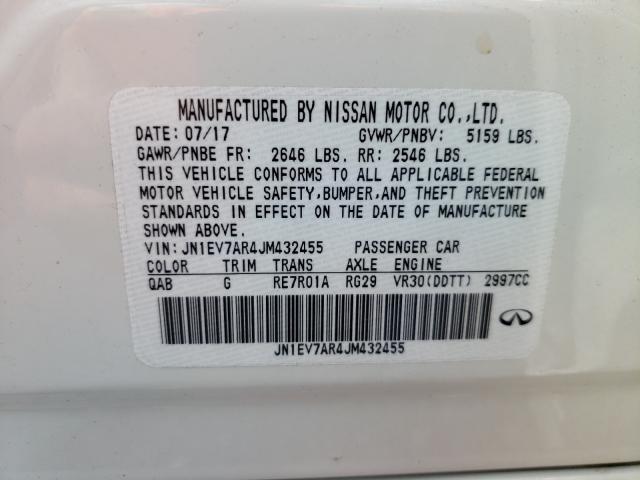 MANUFACTURED BY NISSAN MOTOR CO.,LTD.
DATE: 07/17 GVWR/PNBV: 5159 LBS.
GAWR/PNBE FR: 2646 LBS. RR: 2546 LBS.
THIS VEHICLE CONFORMS TO ALL APPLICABLE FEDERAL
MOTOR VEHICLE SAFETY,BUMPER,AND THEFT PREVENTION
STANDARDS IN EFFECT ON THE DATE OF MANUFACTURE
SHOWN ABOVE.
VIN:JN1EV7AR4JM432455 PASSENGER CAR
COLOR TRIM TRANS AXLE ENGINE
QAB G RE7R01A RG29 VR30(DDTT) 2997CC
JN1EV7AR4JM432455